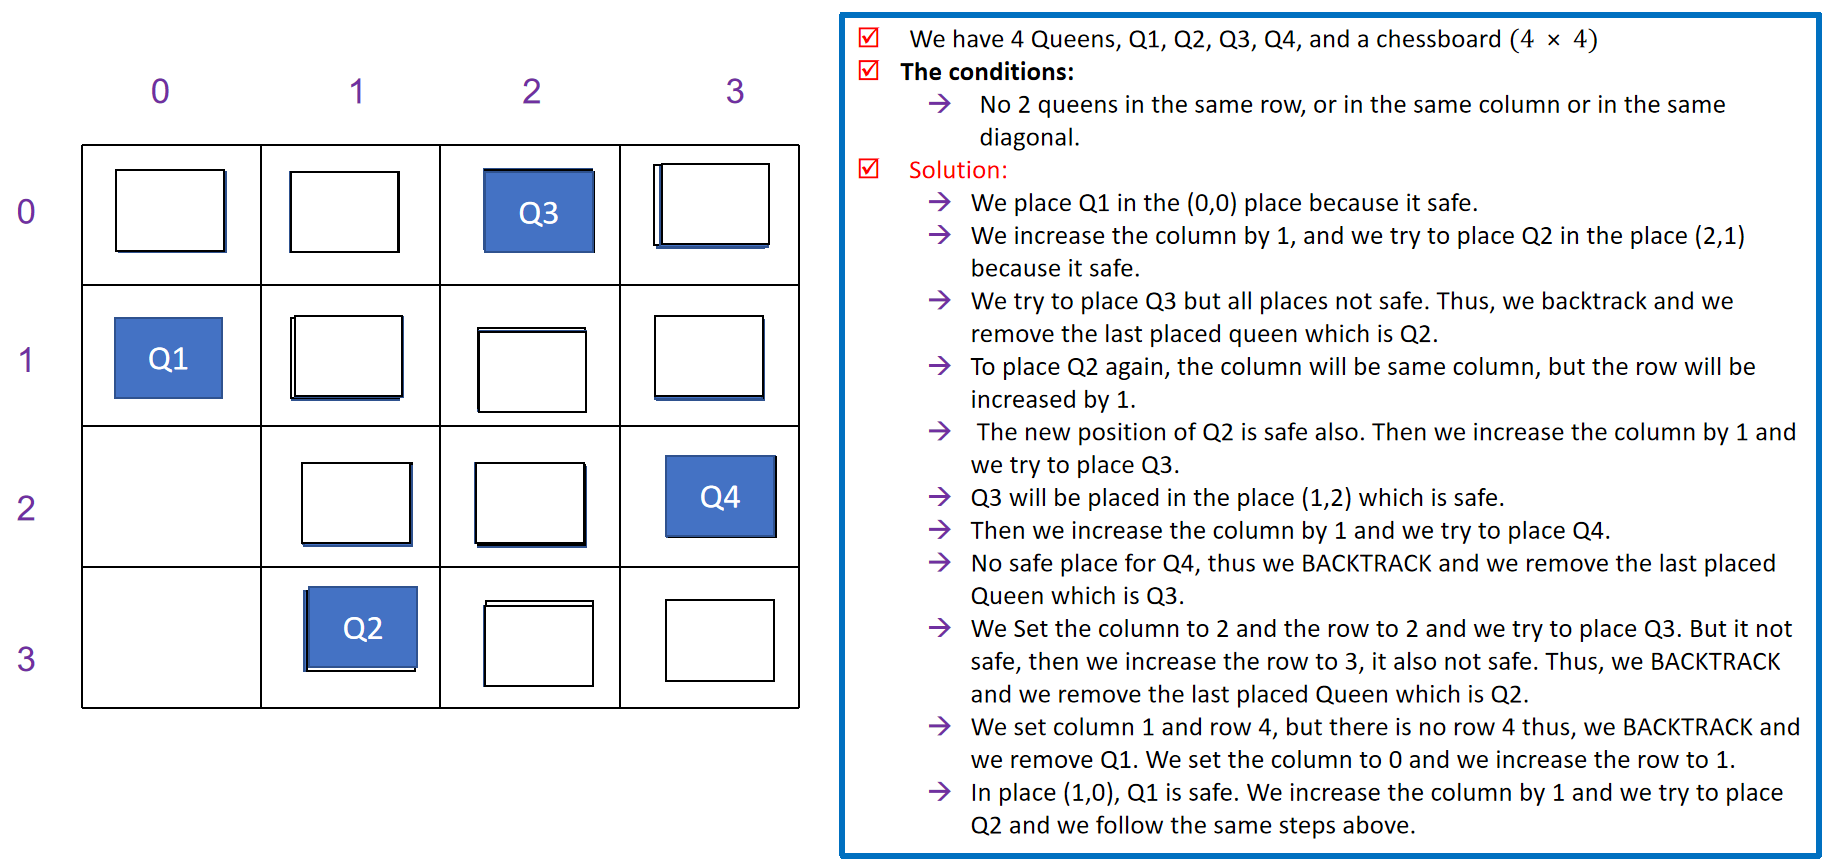 0 1 2 3
0 Q3
1 Q1
2 Q4
3 Q2
We have 4 Queens, Q1, Q2, Q3, Q4, and a chessboard (4 × 4)
The conditions:
No 2 queens in the same row, or in the same column or in the same
diagonal.
Solution:
We place Q1 in the (0,0) place because it safe.
We increase the column by 1, and we try to place Q2 in the place (2,1)
because it safe.
We try to place Q3 but all places not safe. Thus, we backtrack and we
remove the last placed queen which is Q2.
To place Q2 again, the column will be same column, but the row will be
increased by 1.
The new position of Q2 is safe also. Then we increase the column by 1 and
we try to place Q3.
Q3 will be placed in the place (1,2) which is safe.
Then we increase the column by 1 and we try to place Q4.
No safe place for Q4, thus we BACKTRACK and we remove the last placed
Queen which is Q3.
We Set the column to 2 and the row to 2 and we try to place Q3. But it not
safe, then we increase the row to 3, it also not safe. Thus, we BACKTRACK
and we remove the last placed Queen which is Q2.
We set column 1 and row 4, but there is no row 4 thus, we BACKTRACK and
we remove Q1. We set the column to 0 and we increase the row to 1.
In place (1,0), Q1 is safe. We increase the column by 1 and we try to place
Q2 and we follow the same steps above.